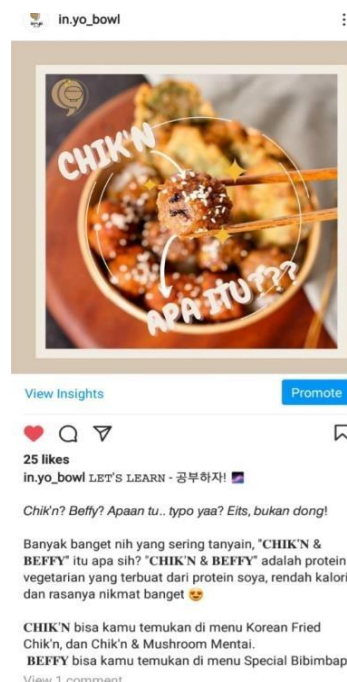 in.yo_bowl
CHIK'N
APA ITU???
View Insights
Promote
25 likes
in.yo_bowl LET'S LEARN - 공부하자! 🌌
Chik'n? Beffy? Apaan tu.. typo yaa? Eits, bukan dong!
Banyak banget nih yang sering tanyain, "CHIK'N &
BEFFY" itu apa sih? "CHIK'N & BEFFY" adalah protein
vegetarian yang terbuat dari protein soya, rendah kalori
dan rasanya nikmat banget 😍
CHIK'N bisa kamu temukan di menu Korean Fried
Chik'n, dan Chik'n & Mushroom Mentai.
BEFFY bisa kamu temukan di menu Special Bibimbap
View 1 comment